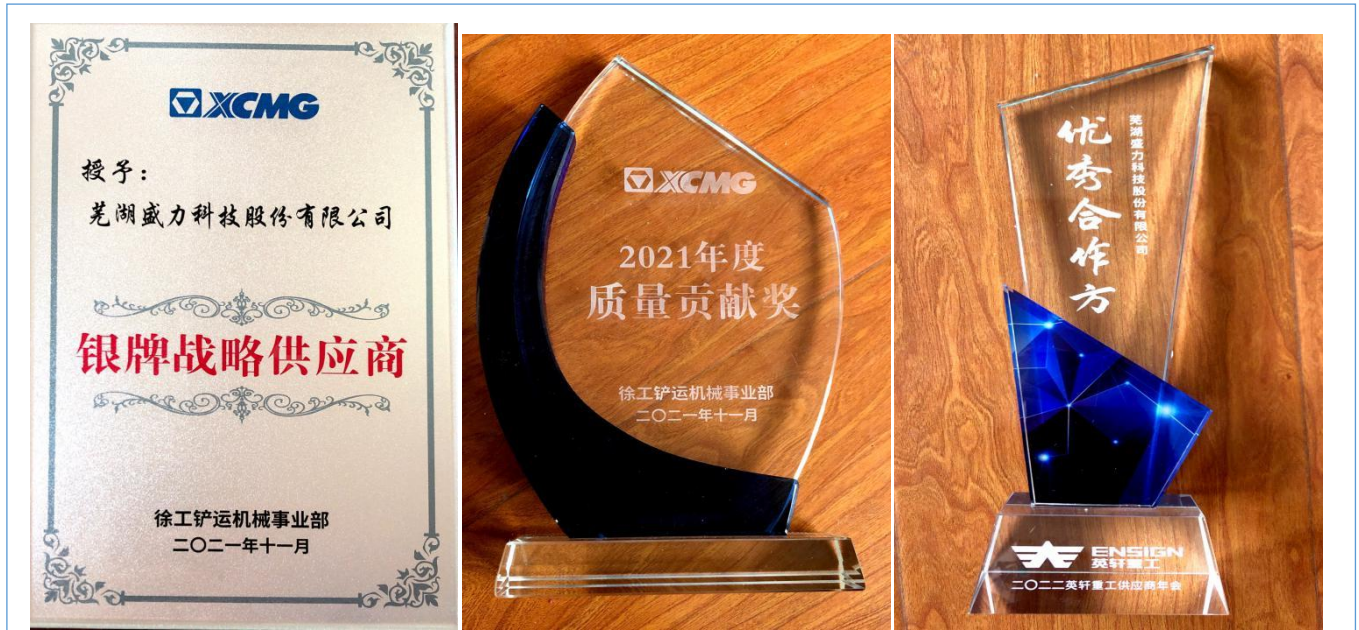 XCMG
授予：
芜湖盛力科技股份有限公司
银牌战略供应商
徐工铲运机械事业部
二〇二一年十一月
XCMG
2021年度
质量贡献奖
徐工铲运机械事业部
二〇二一年十一月
芜湖盛力科技股份有限公司
优秀合作方
ENSIGN
英轩重工
二〇二二英轩重工供应商年会